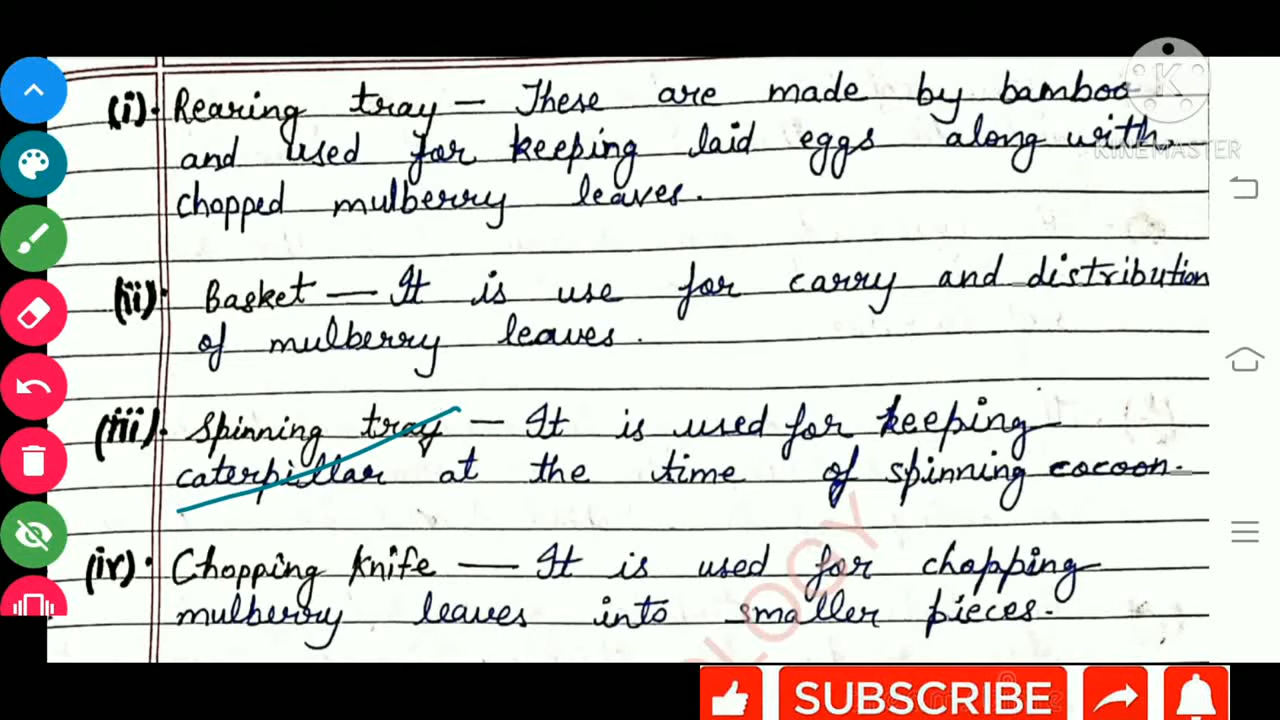 (i). Rearing tray — These are made by bamboo
and used for keeping laid eggs along with
chopped mulberry leaves.
(ii). Basket — It is use for carry and distribution
of mulberry leaves.
(iii). Spinning tray — It is used for keeping
caterpillar at the time of spinning cocoon.
(iv). Chopping knife — It is used for chopping
mulberry leaves into smaller pieces.
K
KINEMASTER
LOGY
SUBSCRIBE